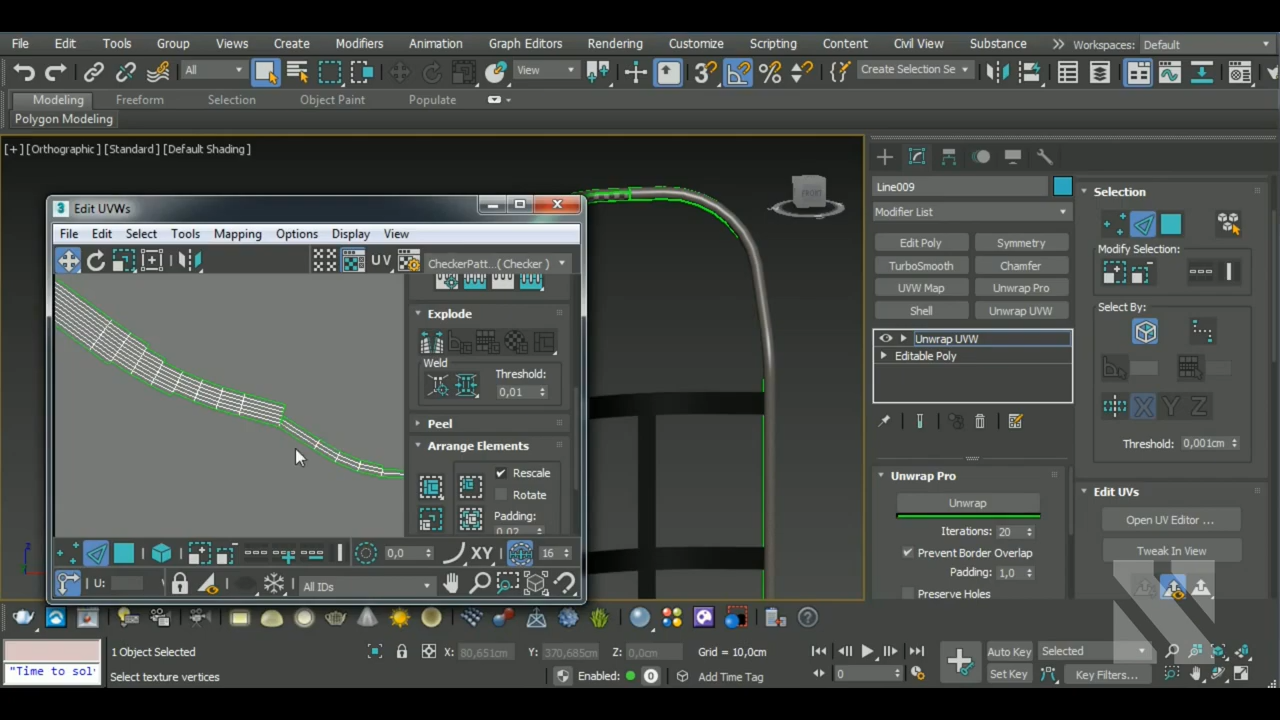 File Edit Tools Group Views Create Modifiers Animation Graph Editors Rendering Customize Scripting Content Civil View Substance Workspaces: Default
All View Create Selection Se
Modeling Freeform Selection Object Paint Populate
Polygon Modeling
[+] [Orthographic] [Standard] [Default Shading]
FRONT
3 Edit UVWs
File Edit Select Tools Mapping Options Display View
UV CheckerPatt...( Checker )
Explode
Weld
Threshold:
0,01
Peel
Arrange Elements
Rescale
Rotate
Padding:
0,02
0,0 XY 16
U: All IDs
Line009
Modifier List
Edit Poly Symmetry
TurboSmooth Chamfer
UVW Map Unwrap Pro
Shell Unwrap UVW
Unwrap UVW
Editable Poly
Unwrap Pro
Unwrap
Iterations: 20
Prevent Border Overlap
Padding: 1,0
Preserve Holes
Selection
Modify Selection:
Select By:
X Y Z
Threshold: 0,001cm
Edit UVs
Open UV Editor ...
Tweak In View
"Time to sol
1 Object Selected
X: 80,651cm Y: 370,685cm Z: 0,0cm Grid = 10,0cm
Select texture vertices
Enabled: 0 Add Time Tag
0
Auto Key Selected
Set Key Key Filters...